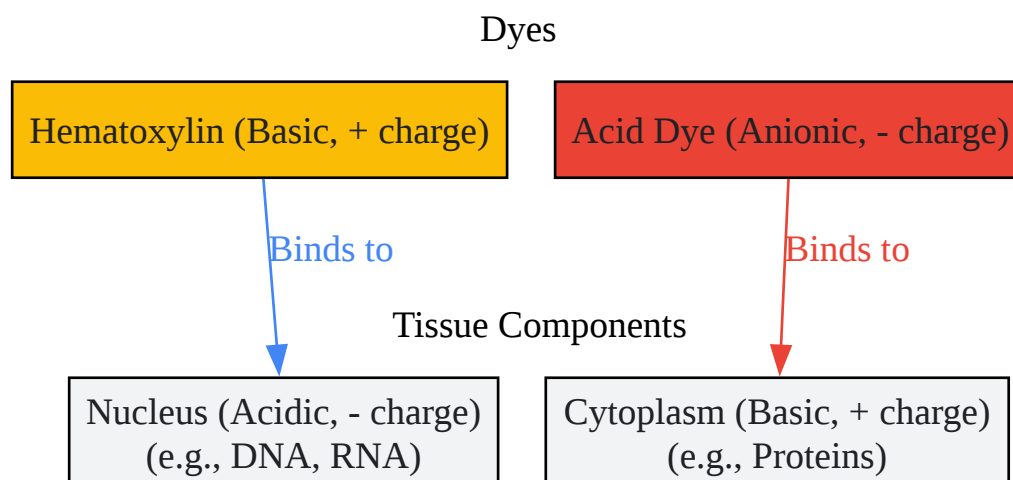 Dyes
Hematoxylin (Basic, + charge)
Acid Dye (Anionic, - charge)
Binds to
Binds to
Tissue Components
Nucleus (Acidic, - charge)
(e.g., DNA, RNA)
Cytoplasm (Basic, + charge)
(e.g., Proteins)